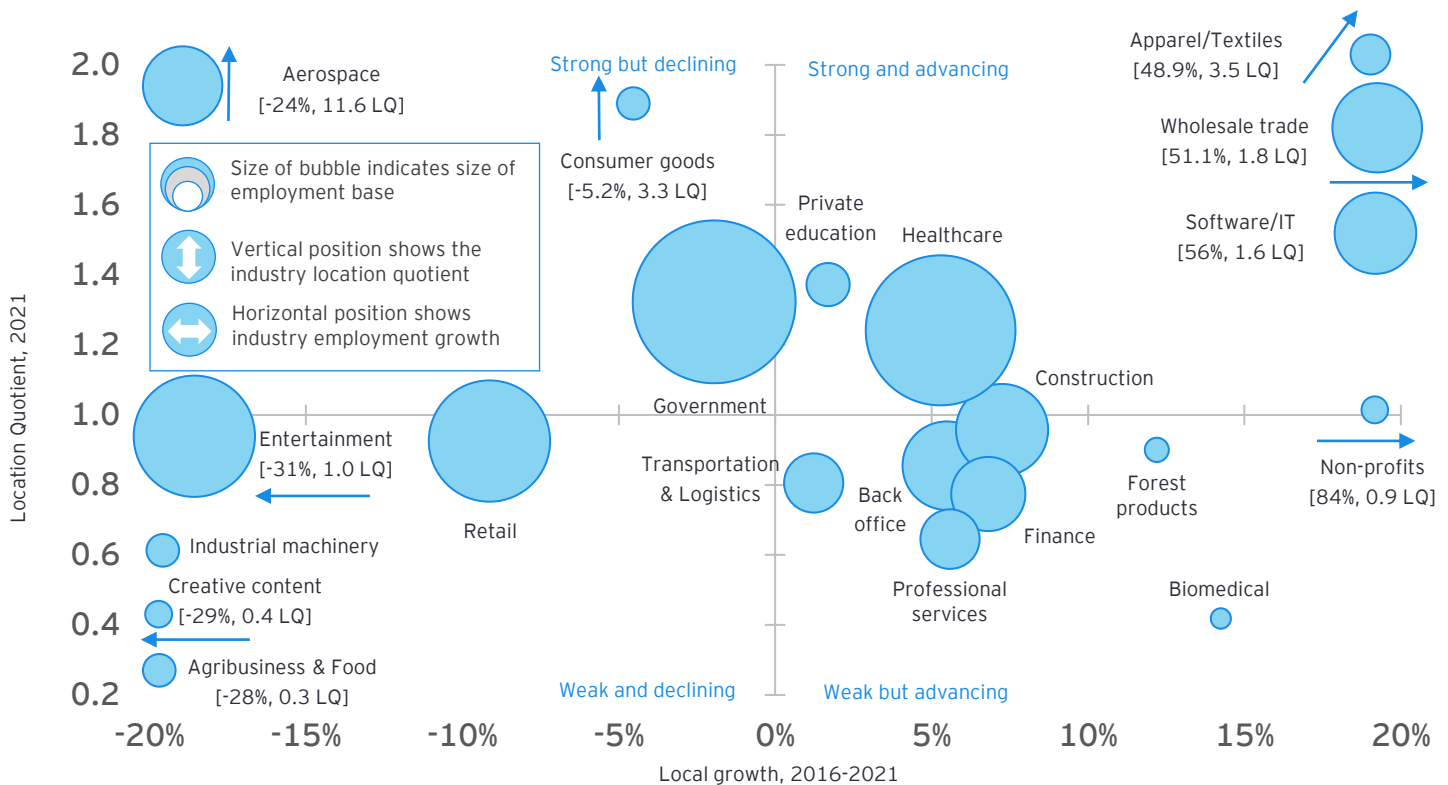 Location Quotient, 2021
2.0
1.8
1.6
1.4
1.2
1.0
0.8
0.6
0.4
0.2
Aerospace
[-24%, 11.6 LQ]
Size of bubble indicates size of
employment base
Vertical position shows the
industry location quotient
Horizontal position shows
industry employment growth
Strong but declining
Strong and advancing
Consumer goods
[-5.2%, 3.3 LQ]
Private
education
Healthcare
Apparel/Textiles
[48.9%, 3.5 LQ]
Wholesale trade
[51.1%, 1.8 LQ]
Software/IT
[56%, 1.6 LQ]
Government
Construction
Entertainment
[-31%, 1.0 LQ]
Retail
Transportation
& Logistics
Back
office
Finance
Professional
services
Forest
products
Non-profits
[84%, 0.9 LQ]
Industrial machinery
Creative content
[-29%, 0.4 LQ]
Agribusiness & Food
[-28%, 0.3 LQ]
Biomedical
Weak and declining
Weak but advancing
-20%
-15%
-10%
-5%
0%
5%
10%
15%
20%
Local growth, 2016-2021